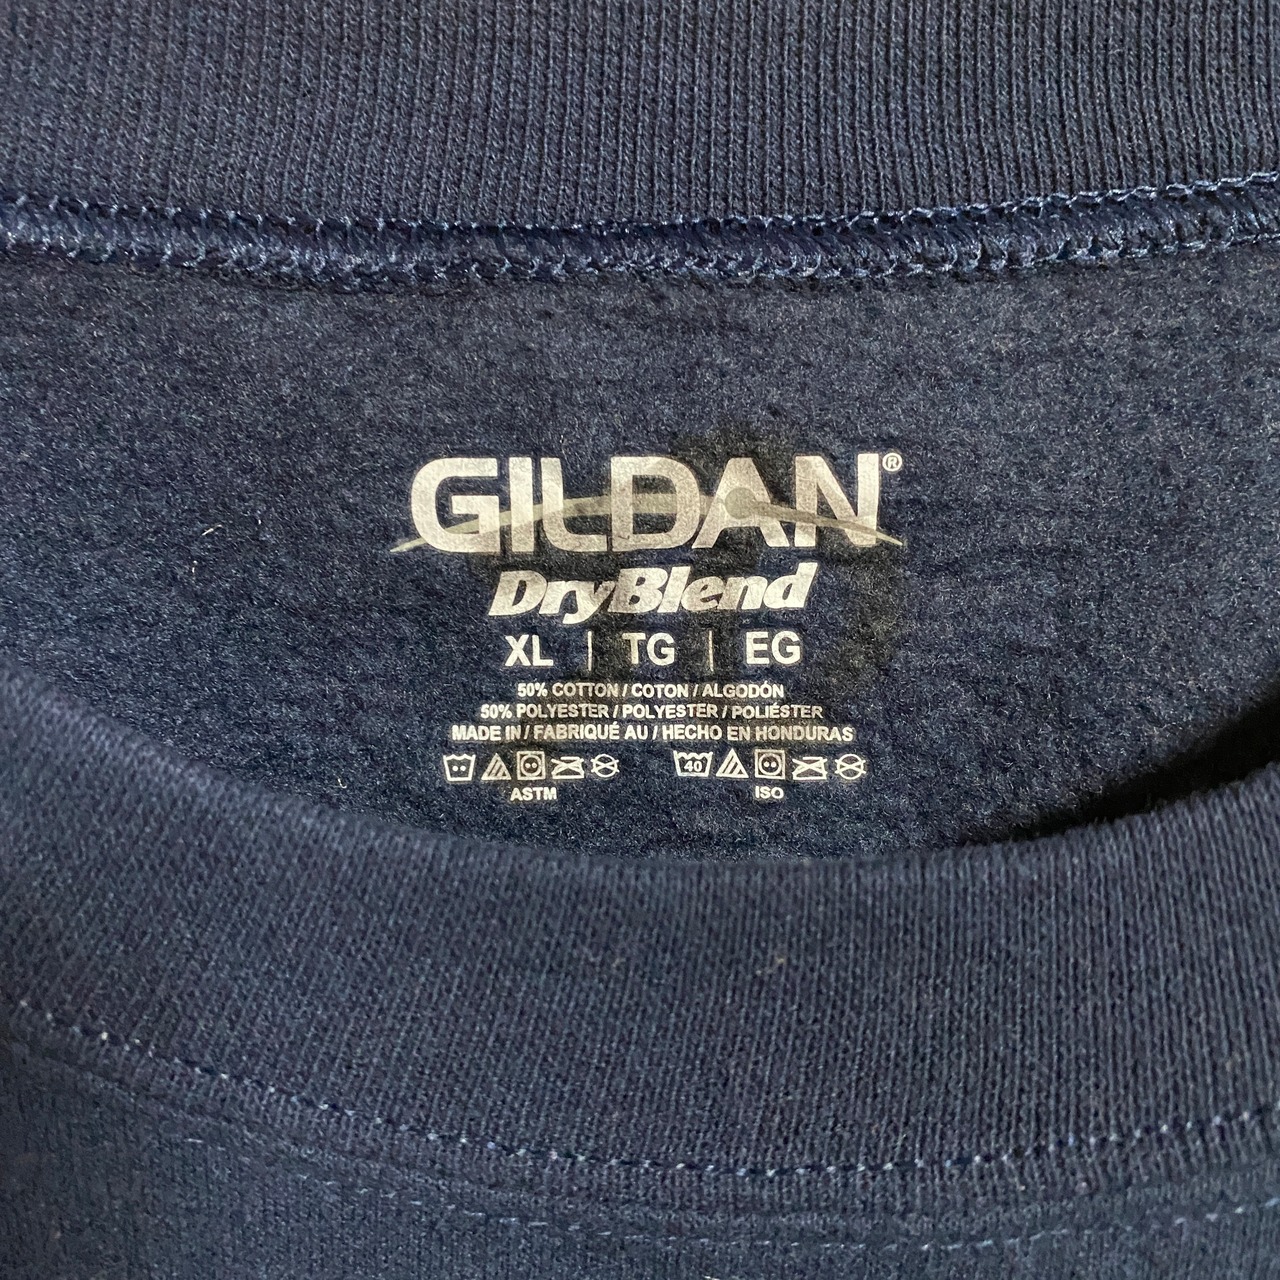 GILDAN®
DryBlend
XL | TG | EG
50% COTTON / COTON / ALGODÓN
50% POLYESTER / POLYESTER / POLIÉSTER
MADE IN / FABRIQUÉ AU / HECHO EN HONDURAS
40
ASTM ISO